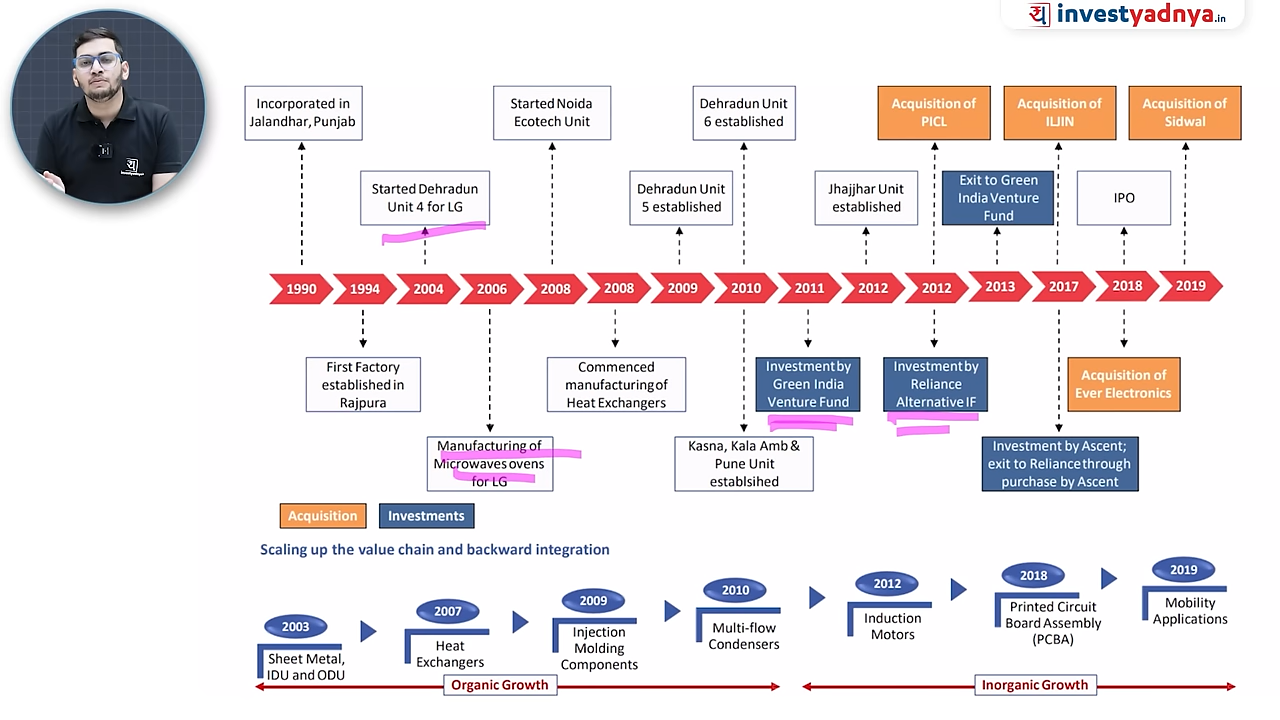 य investyadnya.in
Incorporated in
Jalandhar, Punjab
Started Noida
Ecotech Unit
Dehradun Unit
6 established
Acquisition of
PICL
Acquisition of
ILJIN
Acquisition of
Sidwal
Started Dehradun
Unit 4 for LG
Dehradun Unit
5 established
Jhajjhar Unit
established
Exit to Green
India Venture
Fund
IPO
1990 1994 2004 2006 2008 2008 2009 2010 2011 2012 2012 2013 2017 2018 2019
First Factory
established in
Rajpura
Commenced
manufacturing of
Heat Exchangers
Investment by
Green India
Venture Fund
Investment by
Reliance
Alternative IF
Acquisition of
Ever Electronics
Manufacturing of
Microwaves ovens
for LG
Kasna, Kala Amb &
Pune Unit
establsihed
Investment by Ascent;
exit to Reliance through
purchase by Ascent
Acquisition Investments
Scaling up the value chain and backward integration
2003
Sheet Metal,
IDU and ODU
2007
Heat
Exchangers
2009
Injection
Molding
Components
2010
Multi-flow
Condensers
2012
Induction
Motors
2018
Printed Circuit
Board Assembly
(PCBA)
2019
Mobility
Applications
Organic Growth Inorganic Growth